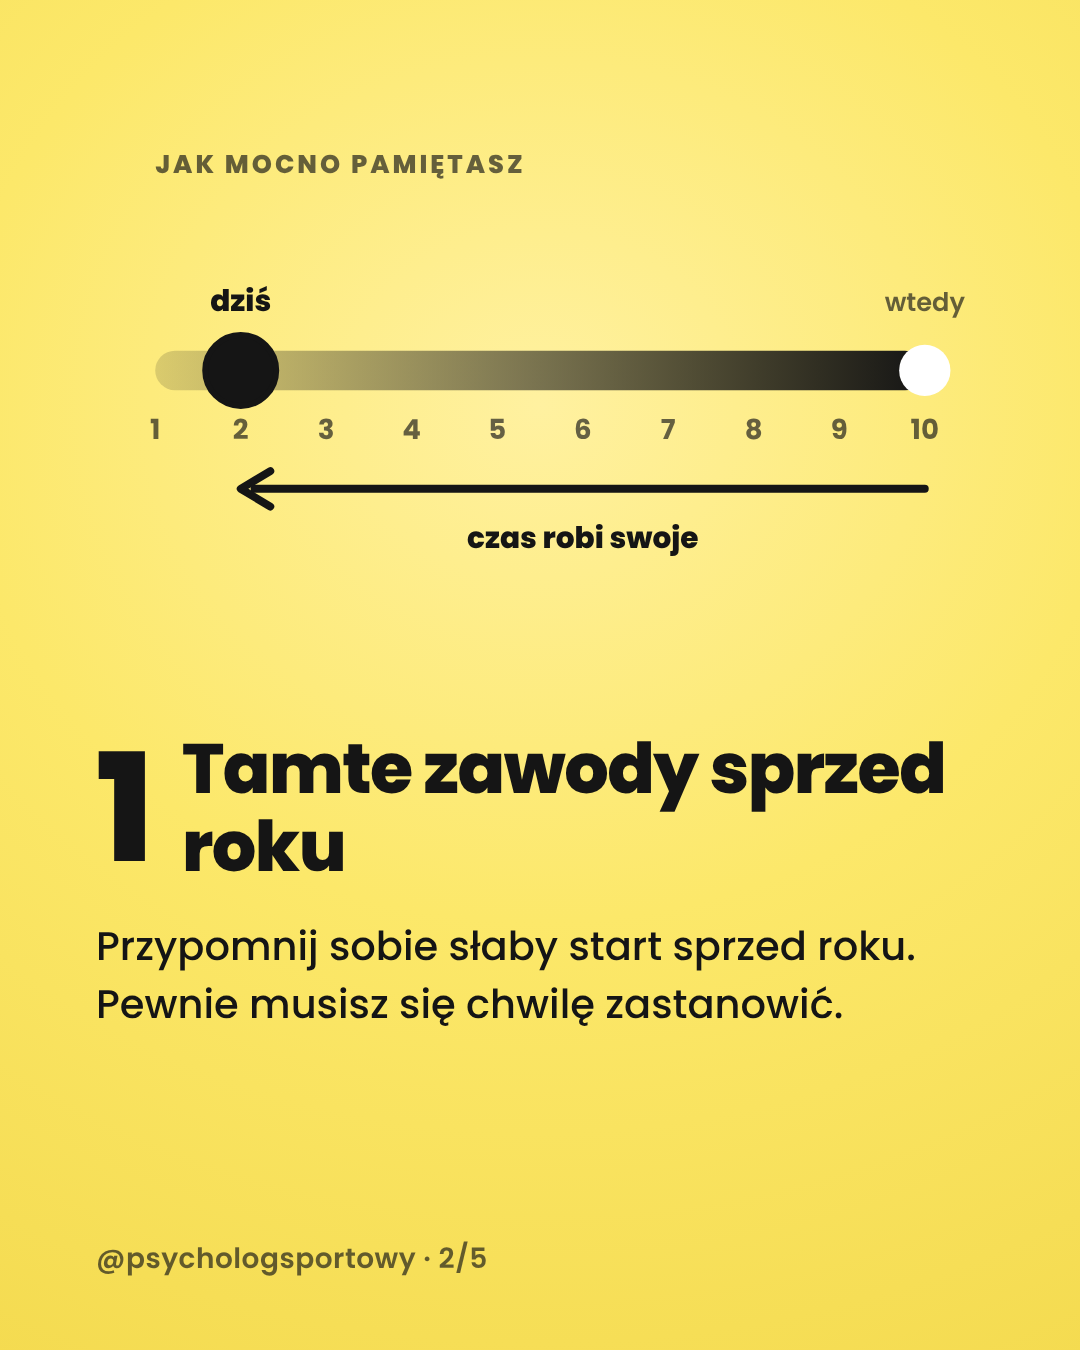 JAK MOCNO PAMIĘTASZ
dziś
wtedy
1 2 3 4 5 6 7 8 9 10
czas robi swoje
1
Tamte zawody sprzed
roku
Przypomnij sobie słaby start sprzed roku.
Pewnie musisz się chwilę zastanowić.
@psychologsportowy · 2/5